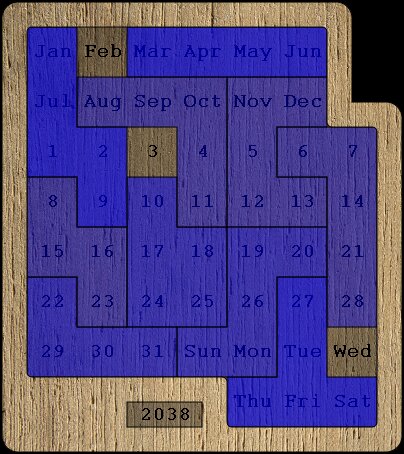 Jan Feb Mar Apr May Jun
Jul Aug Sep Oct Nov Dec
1 2 3 4 5 6 7
8 9 10 11 12 13 14
15 16 17 18 19 20 21
22 23 24 25 26 27 28
29 30 31 Sun Mon Tue Wed
Thu Fri Sat
2038